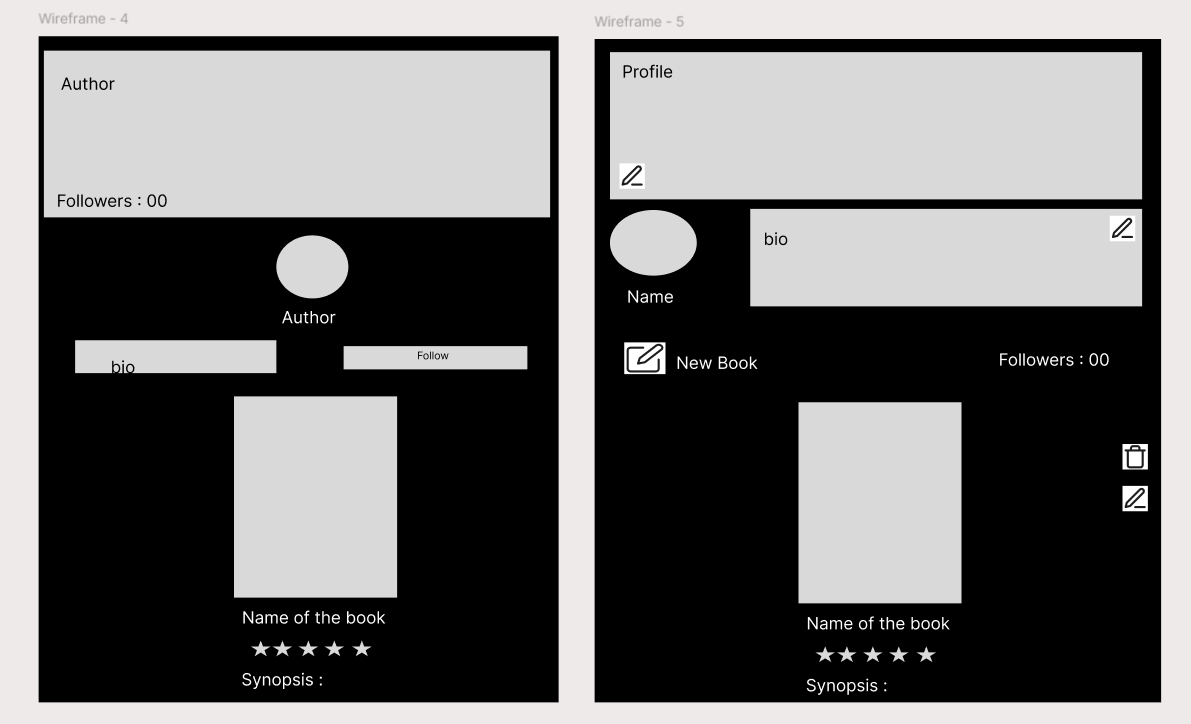 Wireframe - 4
Author
Followers : 00
Author
bio
Follow
Name of the book
Synopsis :
Wireframe - 5
Profile
bio
Name
New Book
Followers : 00
Name of the book
Synopsis :